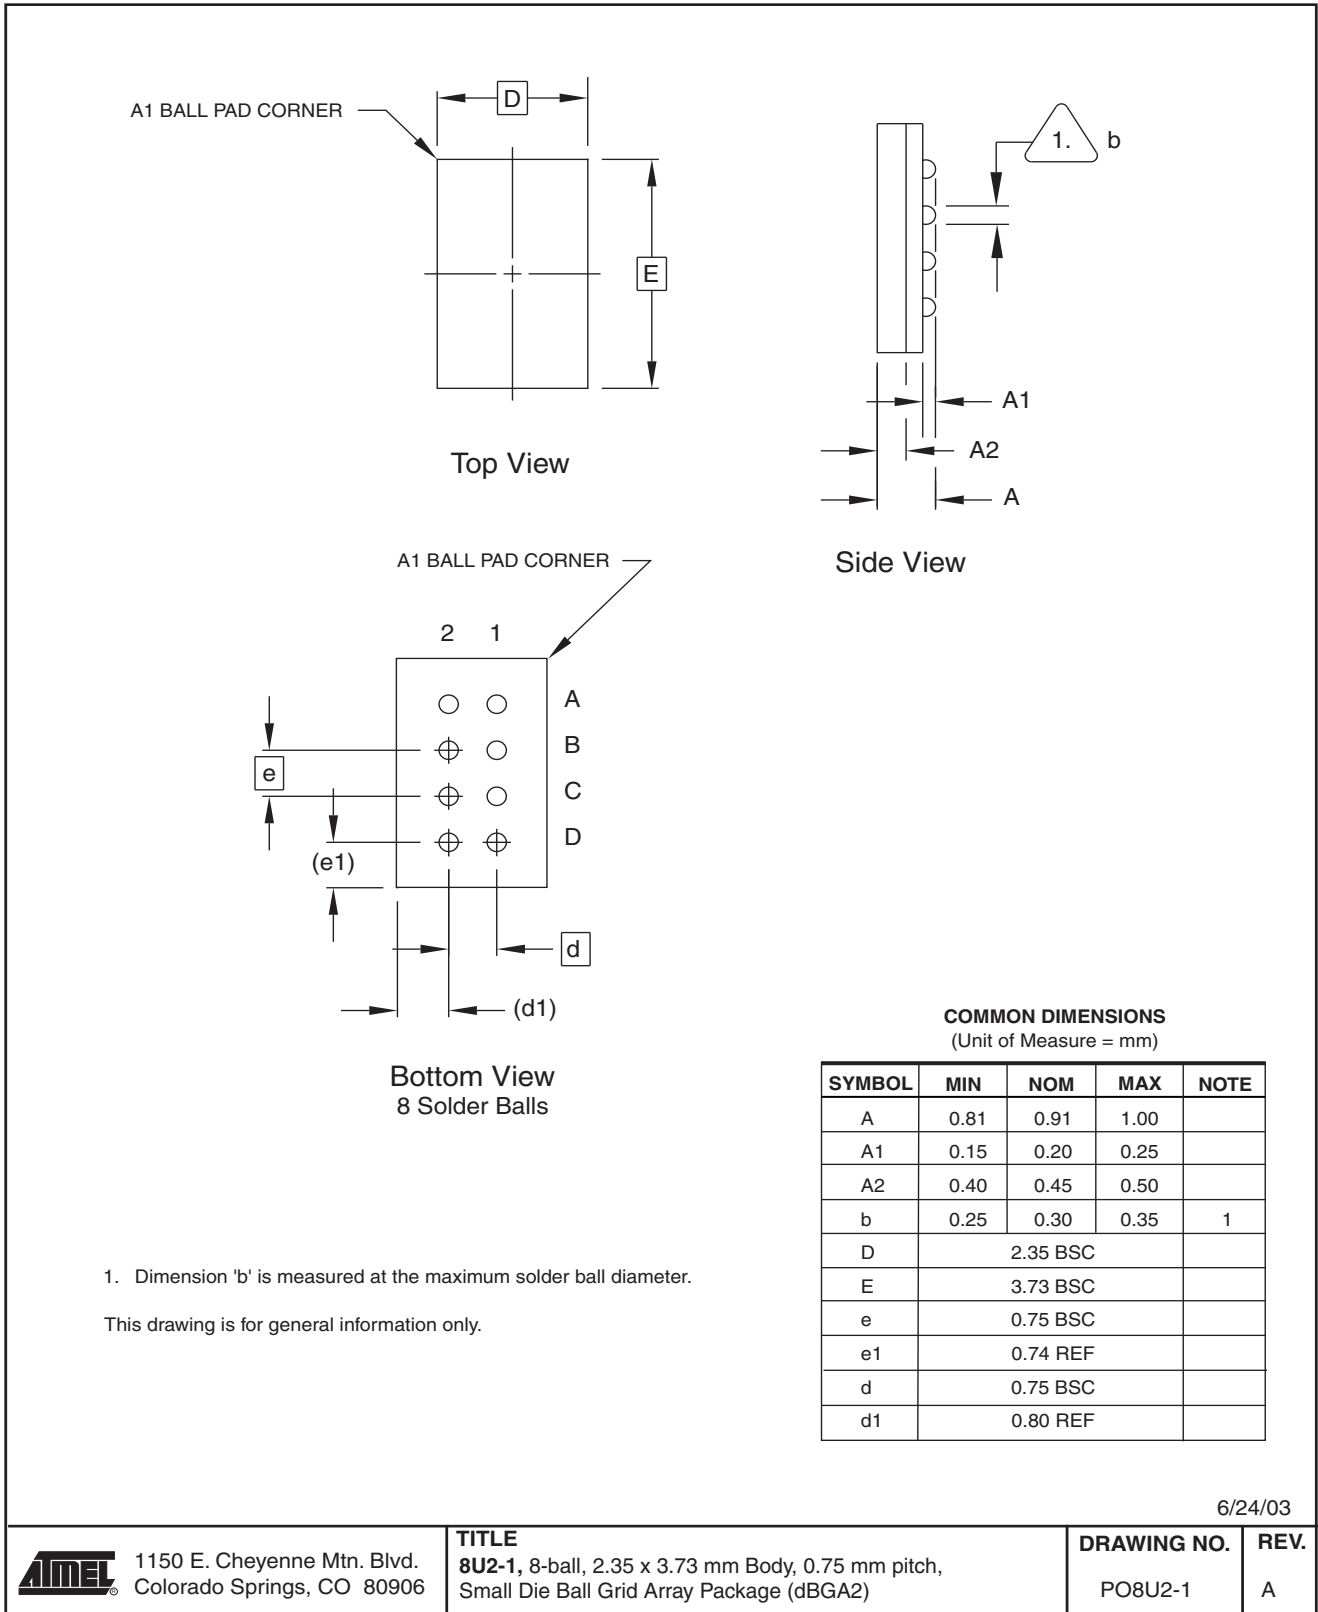 A1 BALL PAD CORNER
D
E
Top View
1. b
A1
A2
A
Side View
A1 BALL PAD CORNER
2 1
A
B
C
D
e
(e1)
d
(d1)
Bottom View
8 Solder Balls
COMMON DIMENSIONS
(Unit of Measure = mm)
SYMBOL MIN NOM MAX NOTE
A 0.81 0.91 1.00
A1 0.15 0.20 0.25
A2 0.40 0.45 0.50
b 0.25 0.30 0.35 1
D 2.35 BSC
E 3.73 BSC
e 0.75 BSC
e1 0.74 REF
d 0.75 BSC
d1 0.80 REF
1. Dimension 'b' is measured at the maximum solder ball diameter.
This drawing is for general information only.
6/24/03
ATMEL ®
1150 E. Cheyenne Mtn. Blvd.
Colorado Springs, CO 80906
TITLE
8U2-1, 8-ball, 2.35 x 3.73 mm Body, 0.75 mm pitch,
Small Die Ball Grid Array Package (dBGA2)
DRAWING NO.
PO8U2-1
REV.
A